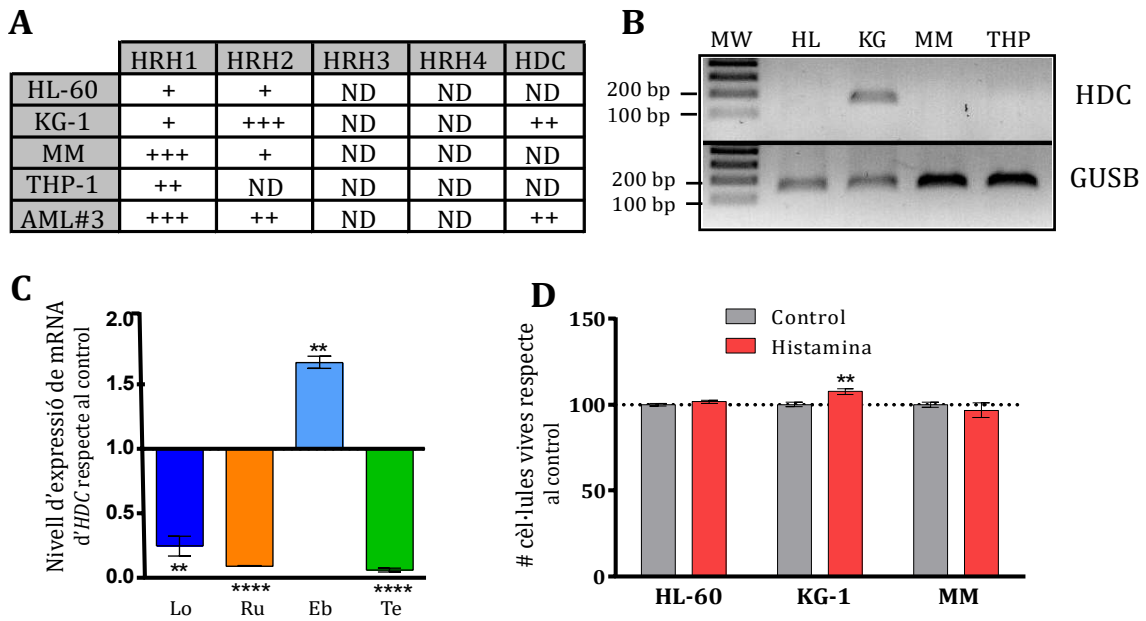 A
HRH1 HRH2 HRH3 HRH4 HDC
HL-60 + + ND ND ND
KG-1 + +++ ND ND ++
MM +++ + ND ND ND
THP-1 ++ ND ND ND ND
AML#3 +++ ++ ND ND ++
B
MW HL KG MM THP
200 bp
100 bp
HDC
200 bp
100 bp
GUSB
C
Nivell d'expressió de mRNA
d'HDC respecte al control
2.0
1.5
1.0
0.5
0.0
**
****
**
****
Lo Ru Eb Te
D
# cèl·lules vives respecte
al control
150
100
50
0
Control
Histamina
**
HL-60 KG-1 MM